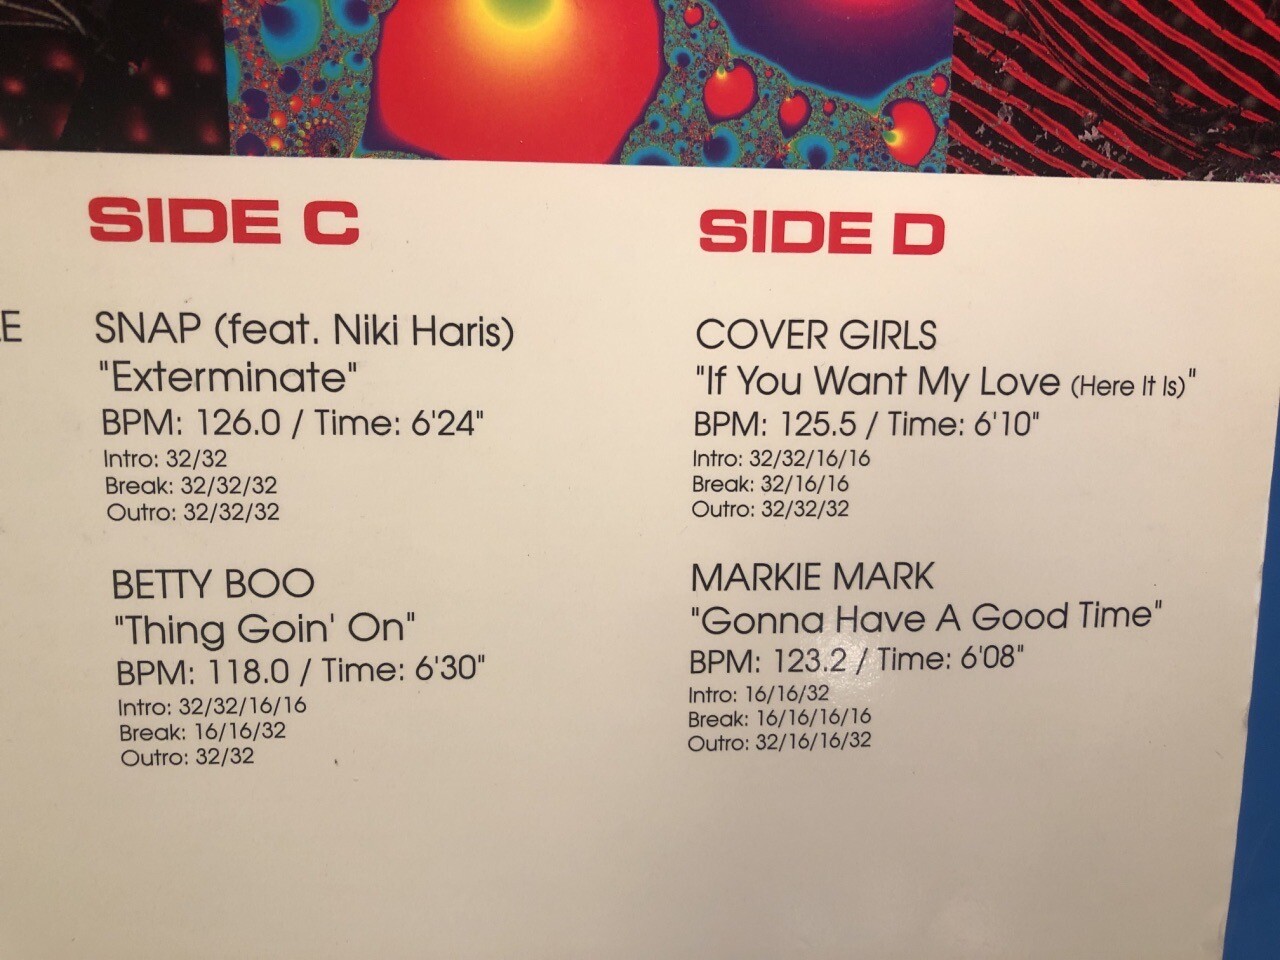 SIDE C
SNAP (feat. Niki Haris)
"Exterminate"
BPM: 126.0 / Time: 6'24"
Intro: 32/32
Break: 32/32/32
Outro: 32/32/32
BETTY BOO
"Thing Goin' On"
BPM: 118.0 / Time: 6'30"
Intro: 32/32/16/16
Break: 16/16/32
Outro: 32/32
SIDE D
COVER GIRLS
"If You Want My Love (Here It Is)"
BPM: 125.5 / Time: 6'10"
Intro: 32/32/16/16
Break: 32/16/16
Outro: 32/32/32
MARKIE MARK
"Gonna Have A Good Time"
BPM: 123.2 / Time: 6'08"
Intro: 16/16/32
Break: 16/16/16/16
Outro: 32/16/16/32